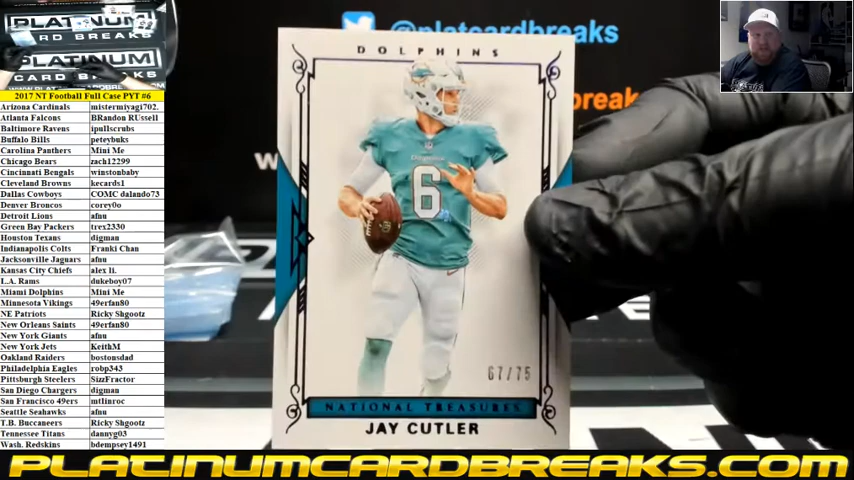 PLATINUM
CARD BREAKS
PLATINUM
CARD BREAKS
2017 NT Football Full Case PYT #6
Arizona Cardinals mistermiyagi702.
Atlanta Falcons BRandon RUssell
Baltimore Ravens ipullscrubs
Buffalo Bills peteybuks
Carolina Panthers Mini Me
Chicago Bears zach12299
Cincinnati Bengals winstonbaby
Cleveland Browns kecards1
Dallas Cowboys COMC dalando73
Denver Broncos corey0o
Detroit Lions afnu
Green Bay Packers trex2330
Houston Texans digman
Indianapolis Colts Franki Chan
Jacksonville Jaguars afnu
Kansas City Chiefs alex li.
L.A. Rams dukeboy07
Miami Dolphins Mini Me
Minnesota Vikings 49erfan80
NE Patriots Ricky Shgootz
New Orleans Saints 49erfan80
New York Giants afnu
New York Jets KeithM
Oakland Raiders bostonsdad
Philadelphia Eagles robp343
Pittsburgh Steelers SizzFractor
San Diego Chargers digman
San Francisco 49ers mtlinroc
Seattle Seahawks afnu
T.B. Buccaneers Ricky Shgootz
Tennessee Titans dannyg03
Wash. Redskins bdempsey1491
@platcardbreaks
DOLPHINS
6
67/75
NATIONAL TREASURES
JAY CUTLER
PLATINUMCARDBREAKS.COM